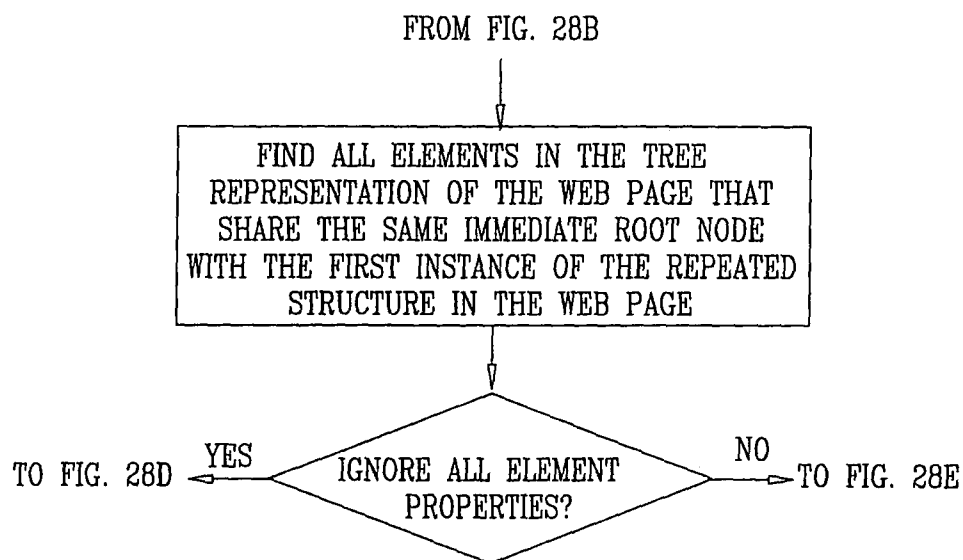 FROM FIG. 28B
FIND ALL ELEMENTS IN THE TREE
REPRESENTATION OF THE WEB PAGE THAT
SHARE THE SAME IMMEDIATE ROOT NODE
WITH THE FIRST INSTANCE OF THE REPEATED
STRUCTURE IN THE WEB PAGE
YES
NO
TO FIG. 28D
IGNORE ALL ELEMENT
PROPERTIES?
TO FIG. 28E